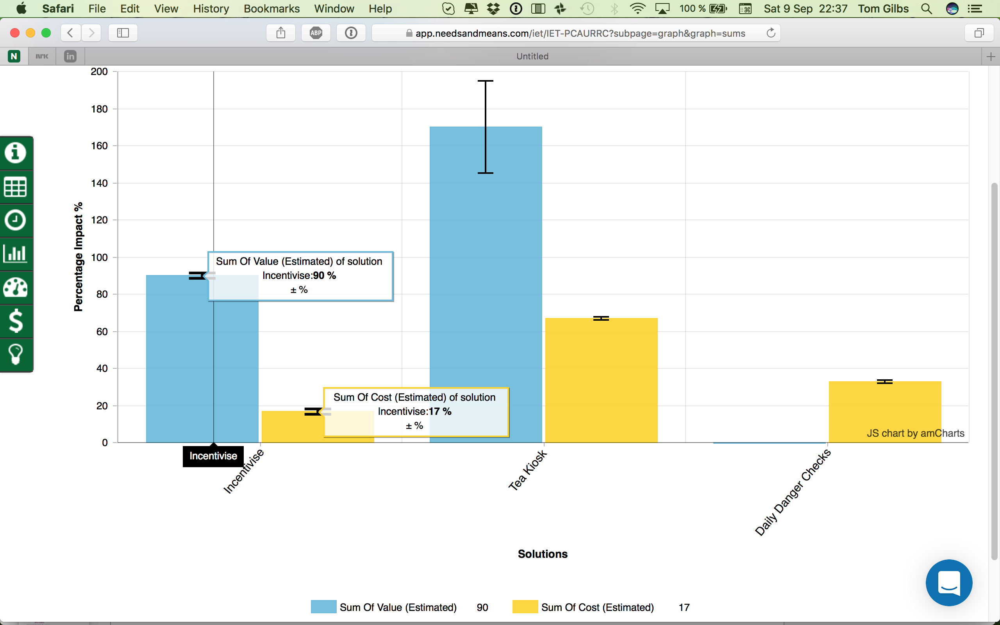 Safari File Edit View History Bookmarks Window Help 100 % Sat 9 Sep 22:37 Tom Gilbs
ABP app.needsandmeans.com/iet/IET-PCAURRC?subpage=graph&graph=sums
N nrk in Untitled
200
180
160
140
120
100
80
60
40
20
0
Percentage Impact %
Sum Of Value (Estimated) of solution
Incentivise:90 %
± %
Sum Of Cost (Estimated) of solution
Incentivise:17 %
± %
JS chart by amCharts
Incentivise
Incentivise
Tea Kiosk
Daily Danger Checks
Solutions
Sum Of Value (Estimated) 90 Sum Of Cost (Estimated) 17